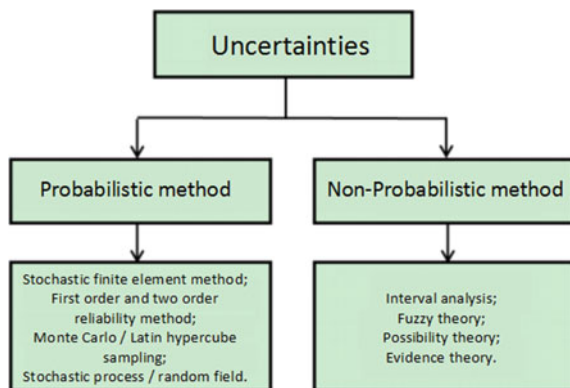 Uncertainties
Probabilistic method
Non-Probabilistic method
Stochastic finite element method;
First order and two order
reliability method;
Monte Carlo / Latin hypercube
sampling;
Stochastic process / random field.
Interval analysis;
Fuzzy theory;
Possibility theory;
Evidence theory.